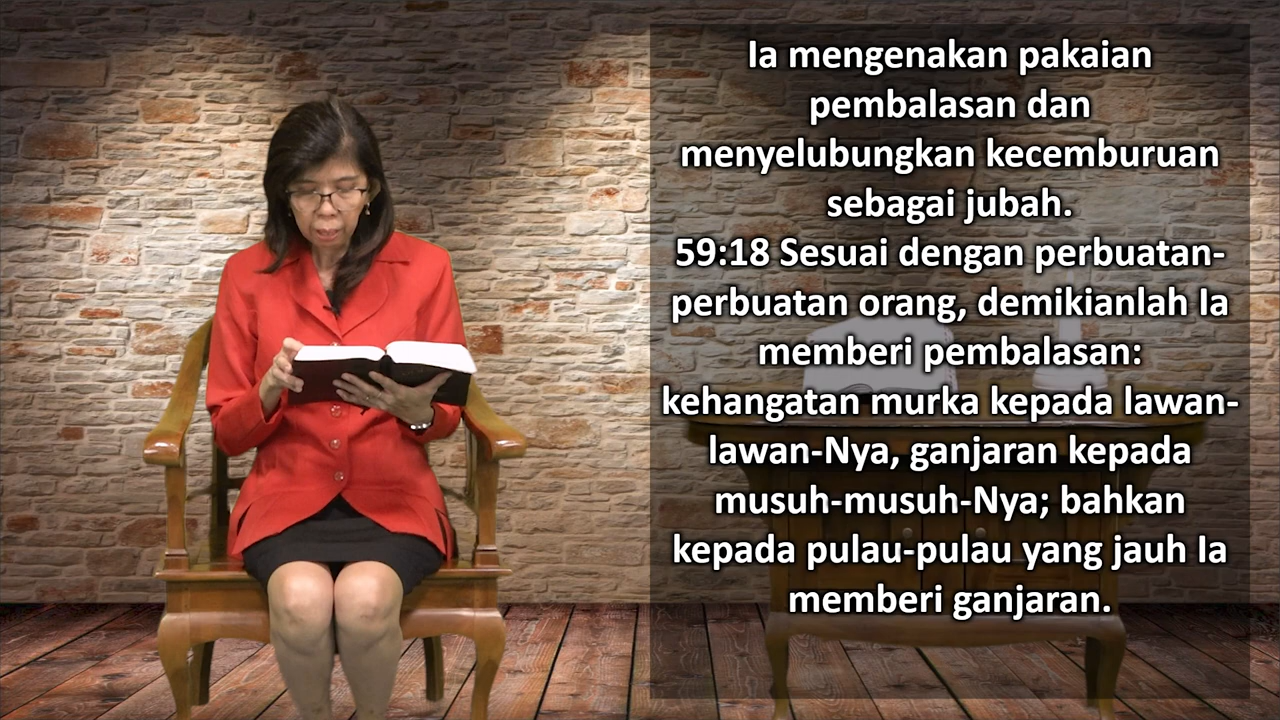 Ia mengenakan pakaian
pembalasan dan
menyelubungkan kecemburuan
sebagai jubah.
59:18 Sesuai dengan perbuatan-
perbuatan orang, demikianlah Ia
memberi pembalasan:
kehangatan murka kepada lawan-
lawan-Nya, ganjaran kepada
musuh-musuh-Nya; bahkan
kepada pulau-pulau yang jauh Ia
memberi ganjaran.